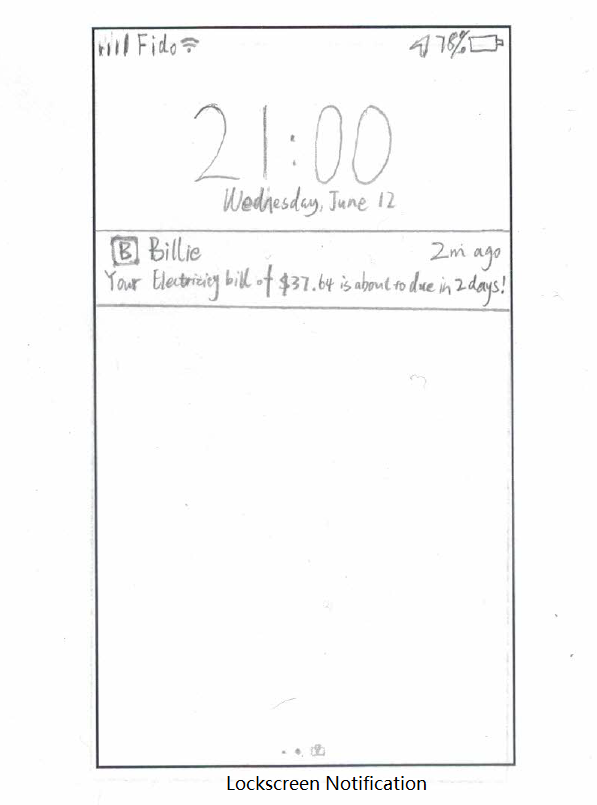 Fido 78%
21:00
Wednesday, June 12
B Billie 2m ago
Your Electricity bill of $37.64 is about to due in 2 days!
Lockscreen Notification